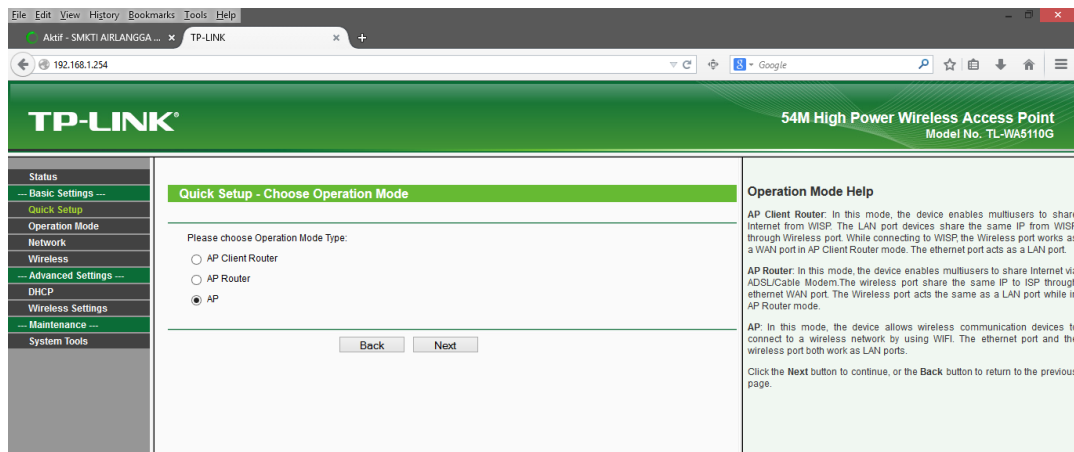 File Edit View History Bookmarks Tools Help
Aktif - SMKTI AIRLANGGA ... × TP-LINK × +
192.168.1.254
Google
TP-LINK®
54M High Power Wireless Access Point
Model No. TL-WA5110G
Status
--- Basic Settings ---
Quick Setup
Operation Mode
Network
Wireless
--- Advanced Settings ---
DHCP
Wireless Settings
--- Maintenance ---
System Tools
Quick Setup - Choose Operation Mode
Please choose Operation Mode Type:
AP Client Router
AP Router
AP
Back Next
Operation Mode Help
AP Client Router: In this mode, the device enables multiusers to share
Internet from WISP. The LAN port devices share the same IP from WISP
through Wireless port. While connecting to WISP, the Wireless port works as
a WAN port in AP Client Router mode. The ethernet port acts as a LAN port.
AP Router: In this mode, the device enables multiusers to share Internet via
ADSL/Cable Modem.The wireless port share the same IP to ISP through
ethernet WAN port. The Wireless port acts the same as a LAN port while in
AP Router mode.
AP: In this mode, the device allows wireless communication devices to
connect to a wireless network by using WIFI. The ethernet port and the
wireless port both work as LAN ports.
Click the Next button to continue, or the Back button to return to the previous
page.